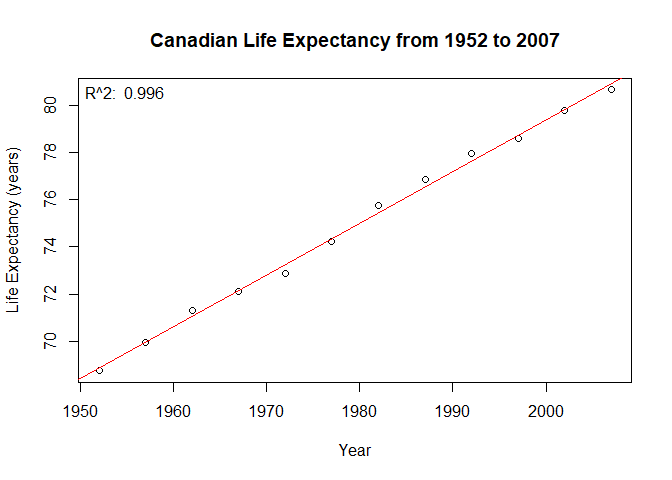 Canadian Life Expectancy from 1952 to 2007
R^2: 0.996
Life Expectancy (years)
80
78
76
74
72
70
1950 1960 1970 1980 1990 2000
Year